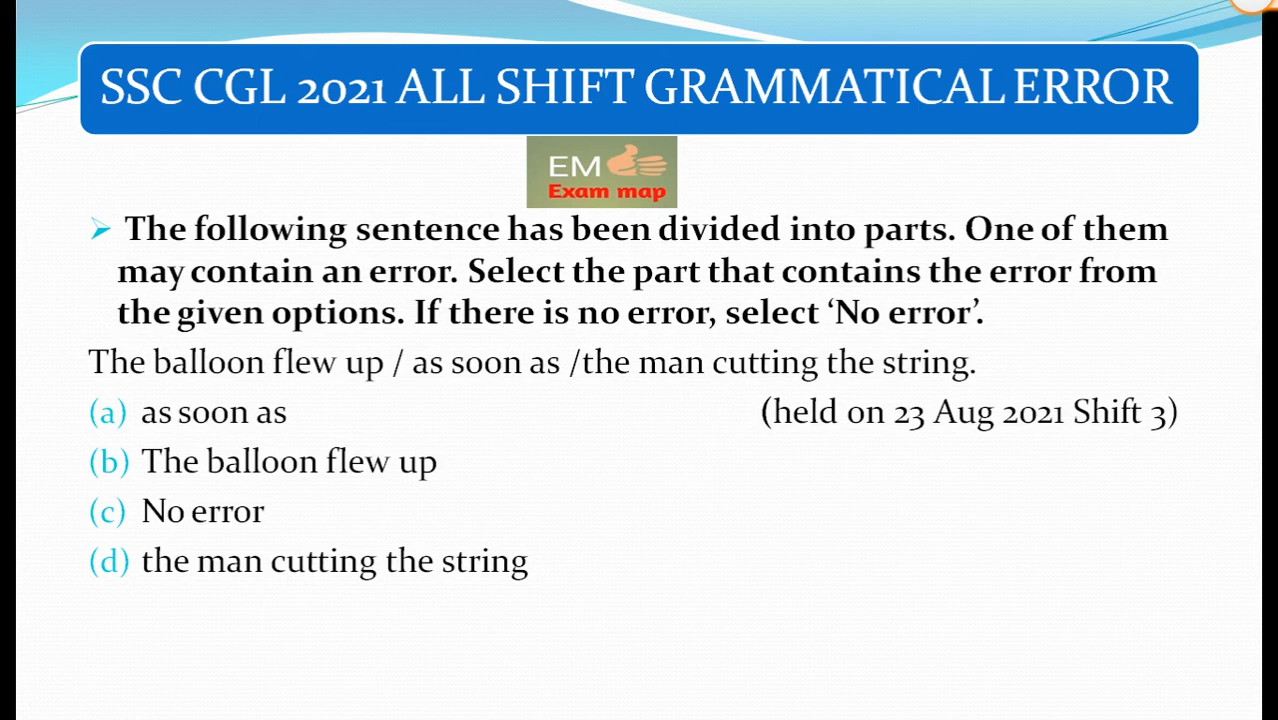 SSC CGL 2021 ALL SHIFT GRAMMATICAL ERROR
EM
Exam map
The following sentence has been divided into parts. One of them
may contain an error. Select the part that contains the error from
the given options. If there is no error, select ‘No error’.
The balloon flew up / as soon as /the man cutting the string.
(a) as soon as (held on 23 Aug 2021 Shift 3)
(b) The balloon flew up
(c) No error
(d) the man cutting the string